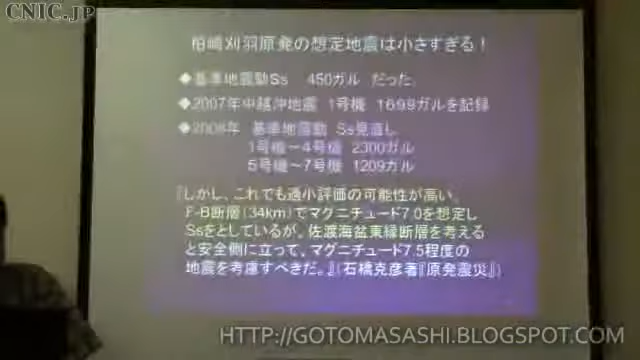 CNIC.JP
柏崎刈羽原発の想定地震は小さすぎる！
◆基準地震動Ss 450ガル だった
◆2007年中越沖地震 1号機 1699ガルを記録
◆2008年 基準地震動 Ss見直し
1号機～4号機 2300ガル
5号機～7号機 1209ガル
『しかし、これでも過小評価の可能性が高い。
F-B断層(34km)でマグニチュード7.0を想定し
Ssをとしているが、佐渡海盆東縁断層を考える
と安全側に立って、マグニチュード7.5程度の
地震を考慮すべきだ。』(石橋克彦著『原発震災』)
HTTP://GOTOMASASHI.BLOGSPOT.COM